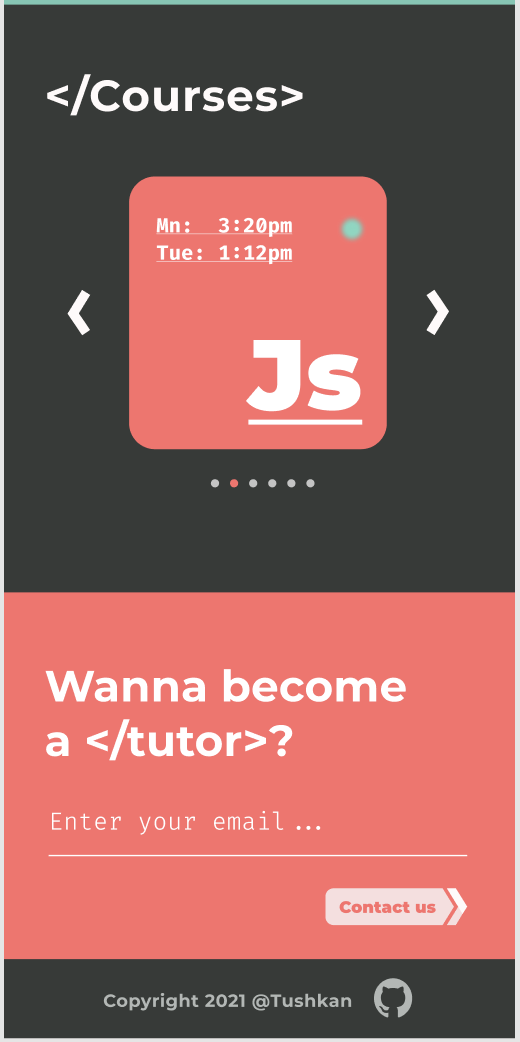 </Courses>
Mn: 3:20pm
Tue: 1:12pm
Js
Wanna become
a </tutor>?
Enter your email...
Contact us
Copyright 2021 @Tushkan